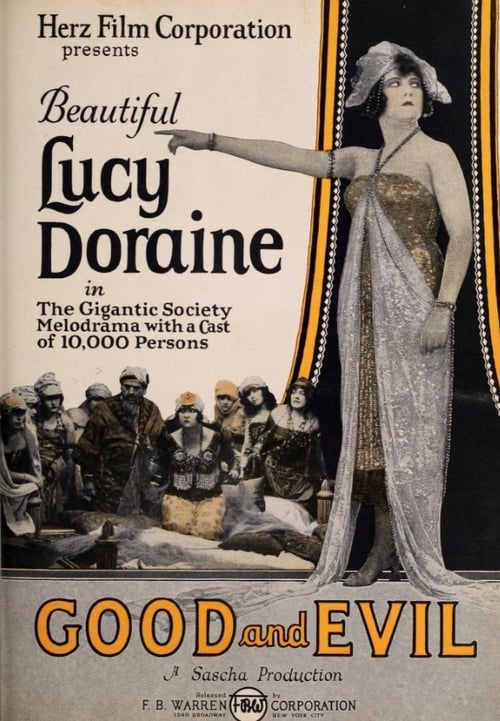 Herz Film Corporation
presents
Beautiful
Lucy
Doraine
in
The Gigantic Society
Melodrama with a Cast
of 10,000 Persons
GOOD and EVIL
A Sascha Production
Released by
F. B. WARREN FBW CORPORATION
1540 BROADWAY NEW YORK CITY